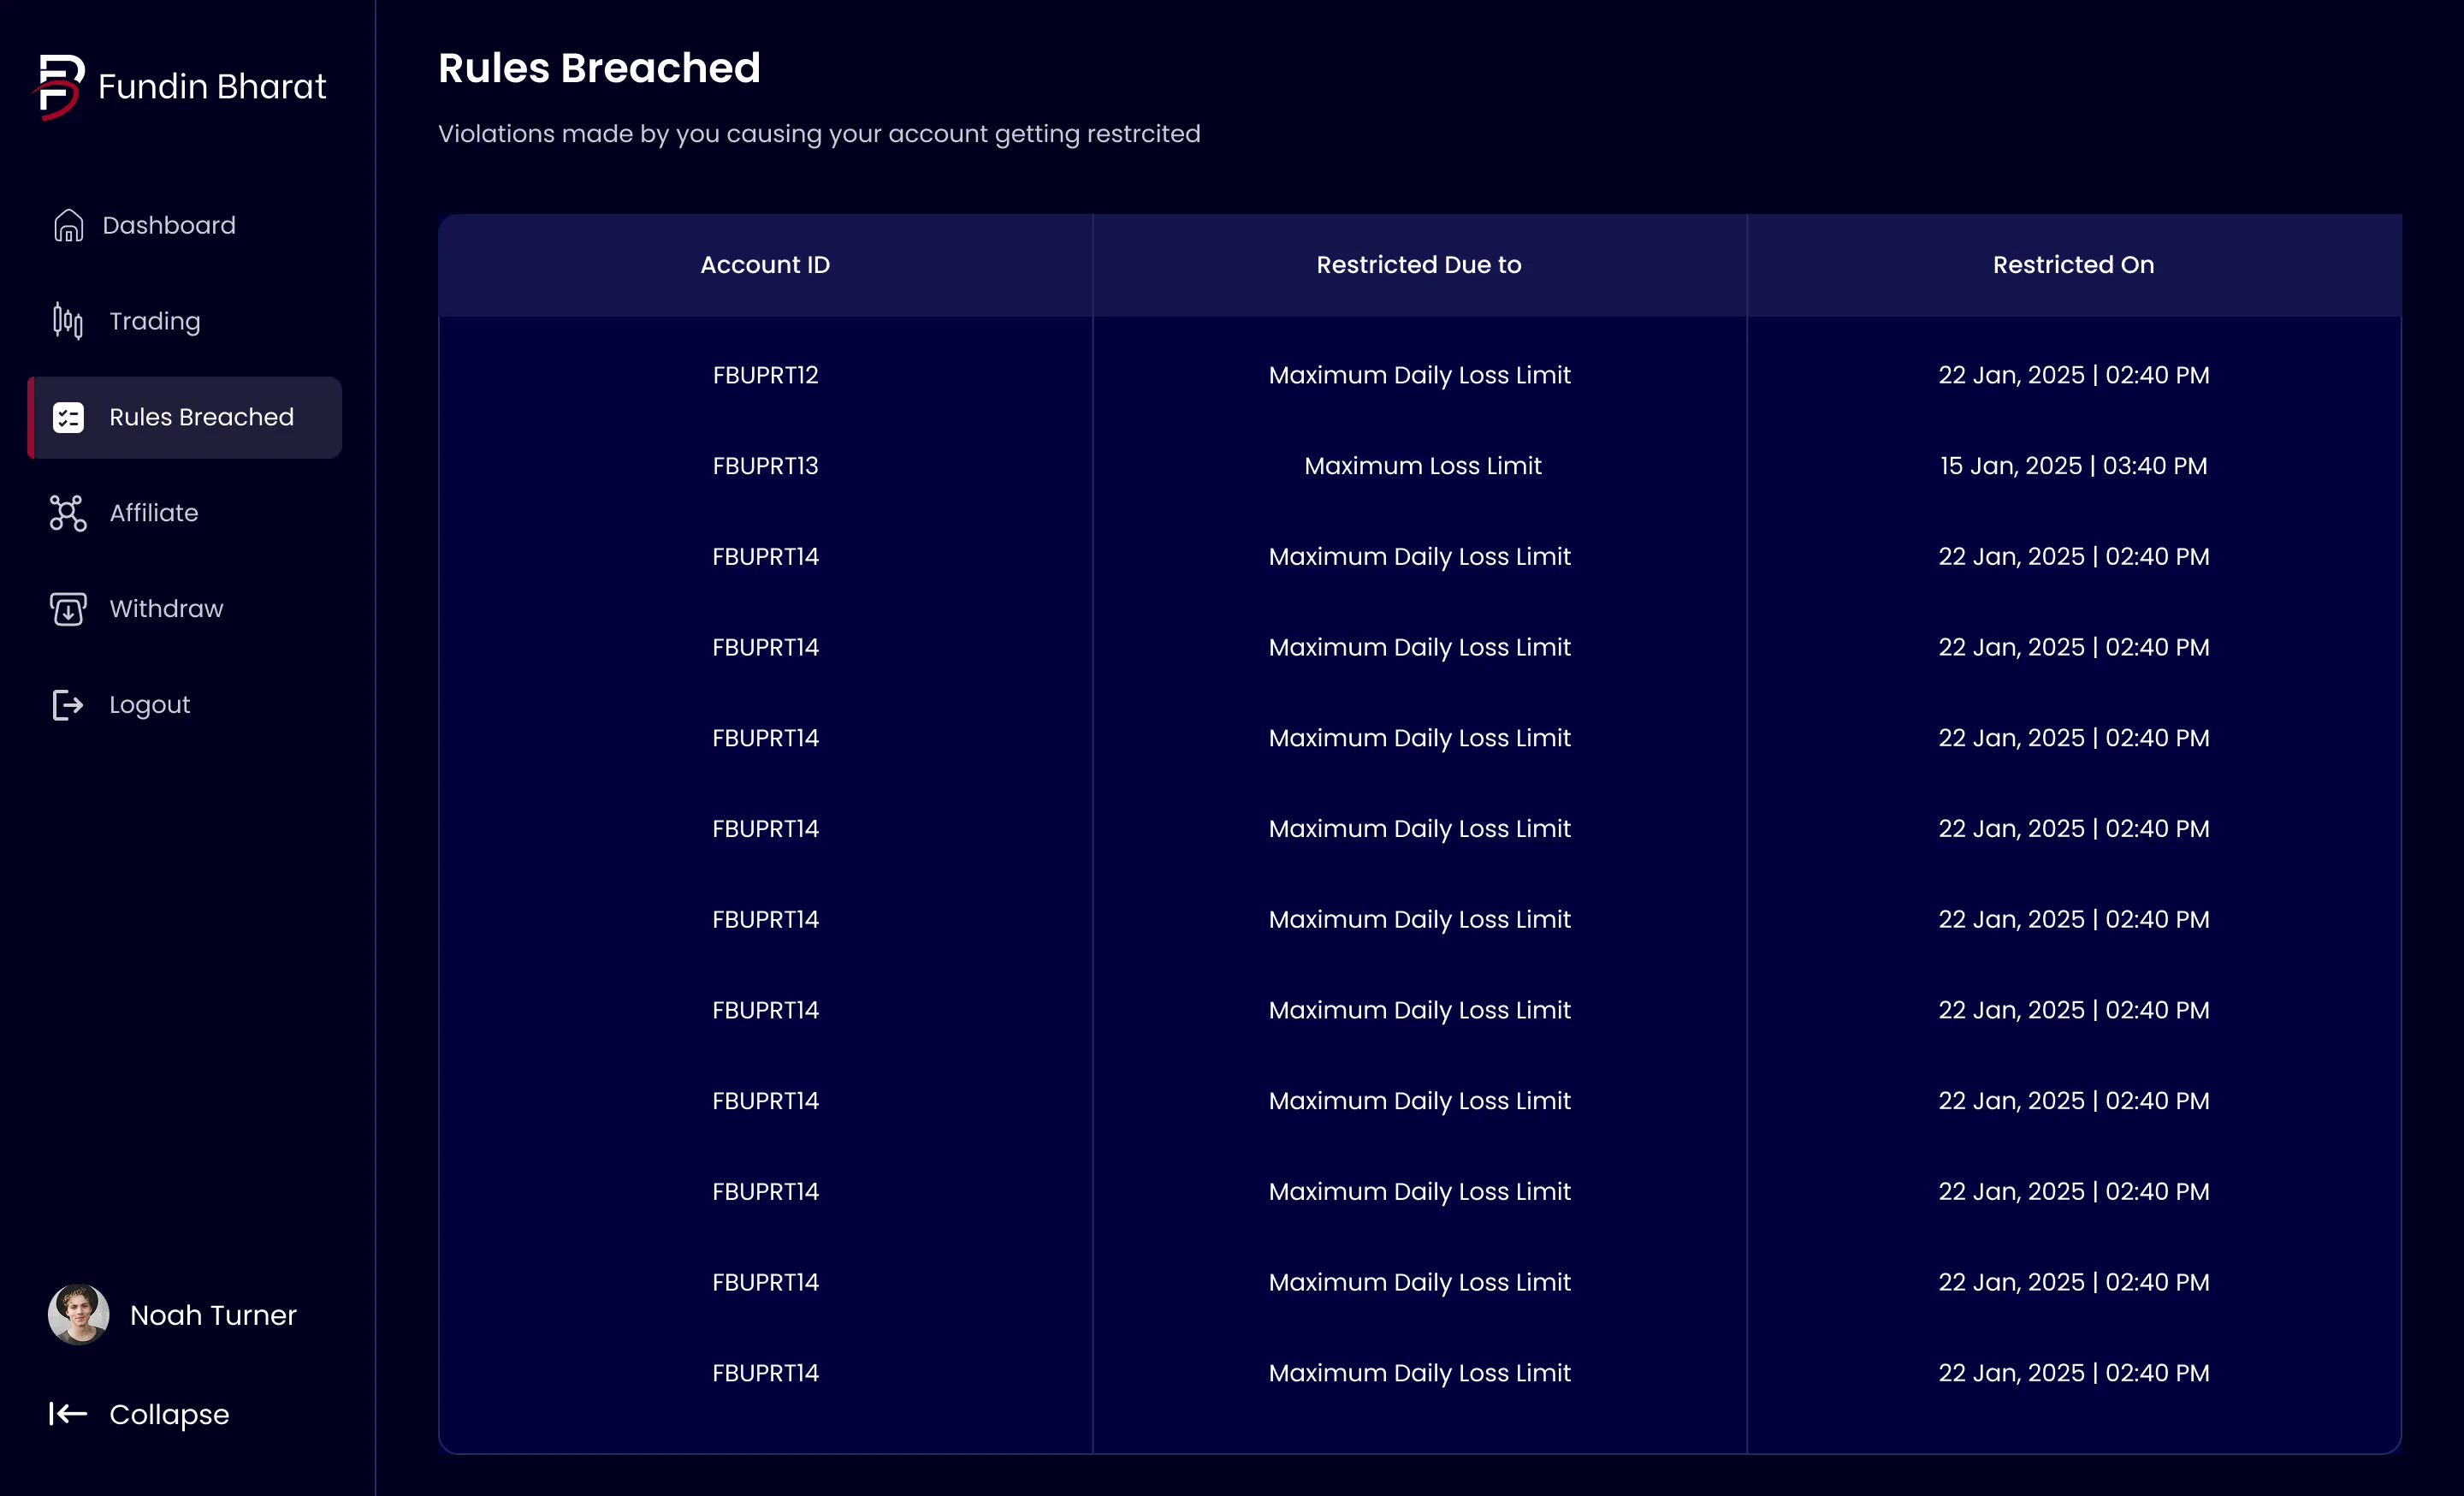 Fundin Bharat
Dashboard
Trading
Rules Breached
Affiliate
Withdraw
Logout
Noah Turner
Collapse
Rules Breached
Violations made by you causing your account getting restrcited
Account ID Restricted Due to Restricted On
FBUPRT12 Maximum Daily Loss Limit 22 Jan, 2025 | 02:40 PM
FBUPRT13 Maximum Loss Limit 15 Jan, 2025 | 03:40 PM
FBUPRT14 Maximum Daily Loss Limit 22 Jan, 2025 | 02:40 PM
FBUPRT14 Maximum Daily Loss Limit 22 Jan, 2025 | 02:40 PM
FBUPRT14 Maximum Daily Loss Limit 22 Jan, 2025 | 02:40 PM
FBUPRT14 Maximum Daily Loss Limit 22 Jan, 2025 | 02:40 PM
FBUPRT14 Maximum Daily Loss Limit 22 Jan, 2025 | 02:40 PM
FBUPRT14 Maximum Daily Loss Limit 22 Jan, 2025 | 02:40 PM
FBUPRT14 Maximum Daily Loss Limit 22 Jan, 2025 | 02:40 PM
FBUPRT14 Maximum Daily Loss Limit 22 Jan, 2025 | 02:40 PM
FBUPRT14 Maximum Daily Loss Limit 22 Jan, 2025 | 02:40 PM
FBUPRT14 Maximum Daily Loss Limit 22 Jan, 2025 | 02:40 PM